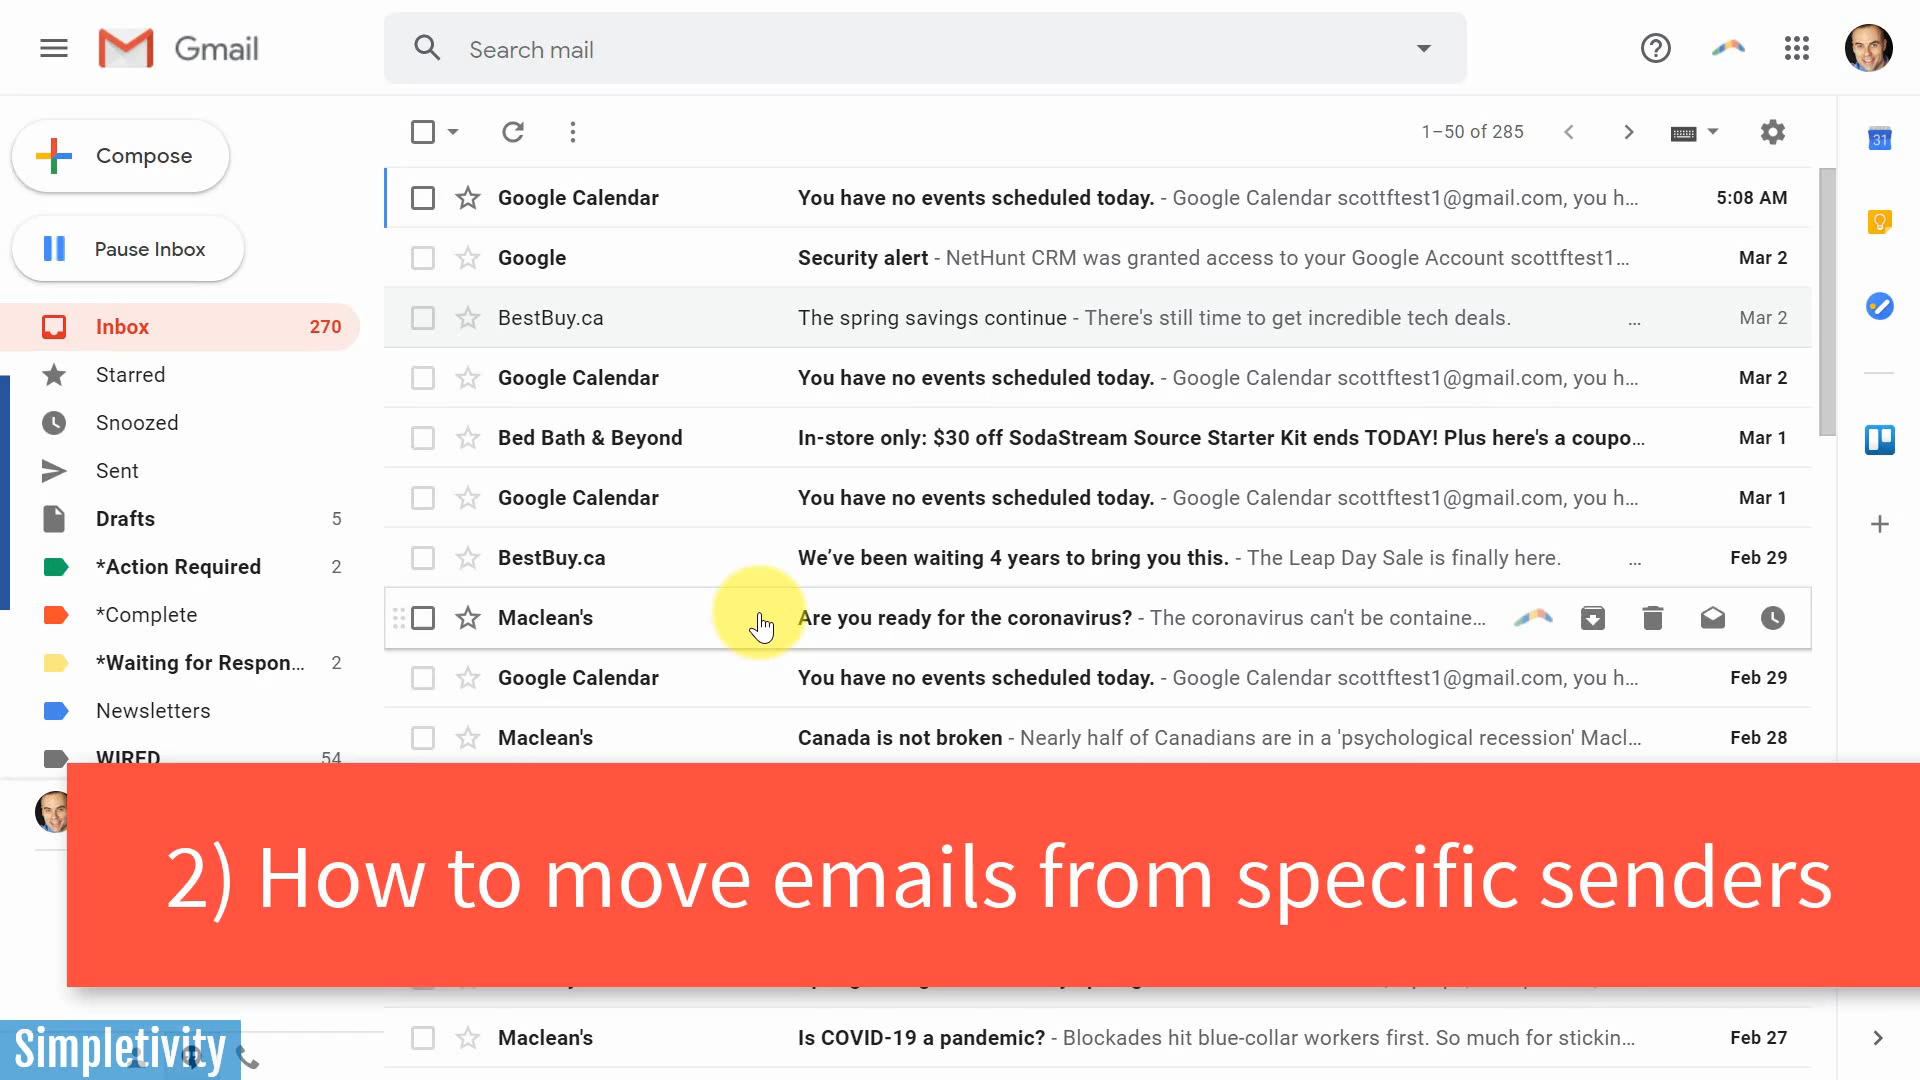 Gmail
Search mail
Compose
1–50 of 285
31
Google Calendar You have no events scheduled today. - Google Calendar scottftest1@gmail.com, you h... 5:08 AM
Pause Inbox
Google Security alert - NetHunt CRM was granted access to your Google Account scottftest1... Mar 2
Inbox 270
BestBuy.ca The spring savings continue - There's still time to get incredible tech deals. ... Mar 2
Starred
Google Calendar You have no events scheduled today. - Google Calendar scottftest1@gmail.com, you h... Mar 2
Snoozed
Bed Bath & Beyond In-store only: $30 off SodaStream Source Starter Kit ends TODAY! Plus here's a coupo... Mar 1
Sent
Google Calendar You have no events scheduled today. - Google Calendar scottftest1@gmail.com, you h... Mar 1
Drafts 5
BestBuy.ca We’ve been waiting 4 years to bring you this. - The Leap Day Sale is finally here. ... Feb 29
*Action Required 2
*Complete
Maclean's Are you ready for the coronavirus? - The coronavirus can't be containe...
*Waiting for Respon... 2
Google Calendar You have no events scheduled today. - Google Calendar scottftest1@gmail.com, you h... Feb 29
Newsletters
Maclean's Canada is not broken - Nearly half of Canadians are in a 'psychological recession' Macl... Feb 28
WIRED 54
2) How to move emails from specific senders
Maclean's Is COVID-19 a pandemic? - Blockades hit blue-collar workers first. So much for stickin... Feb 27
Simpletivity